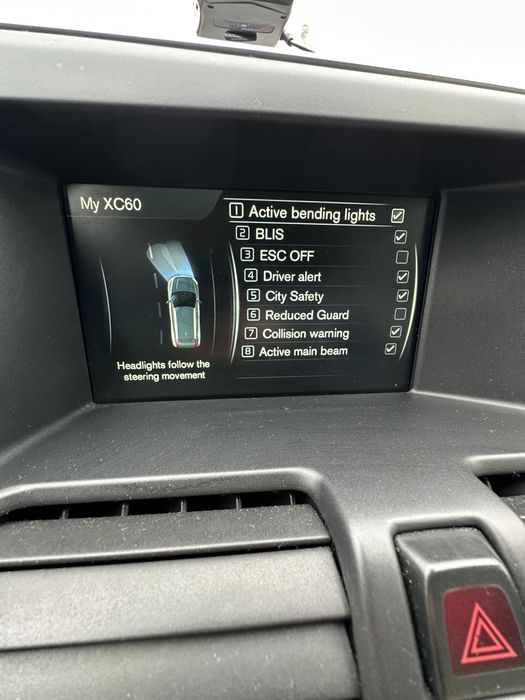 My XC60
1 Active bending lights
2 BLIS
3 ESC OFF
4 Driver alert
5 City Safety
6 Reduced Guard
7 Collision warning
8 Active main beam
Headlights follow the
steering movement